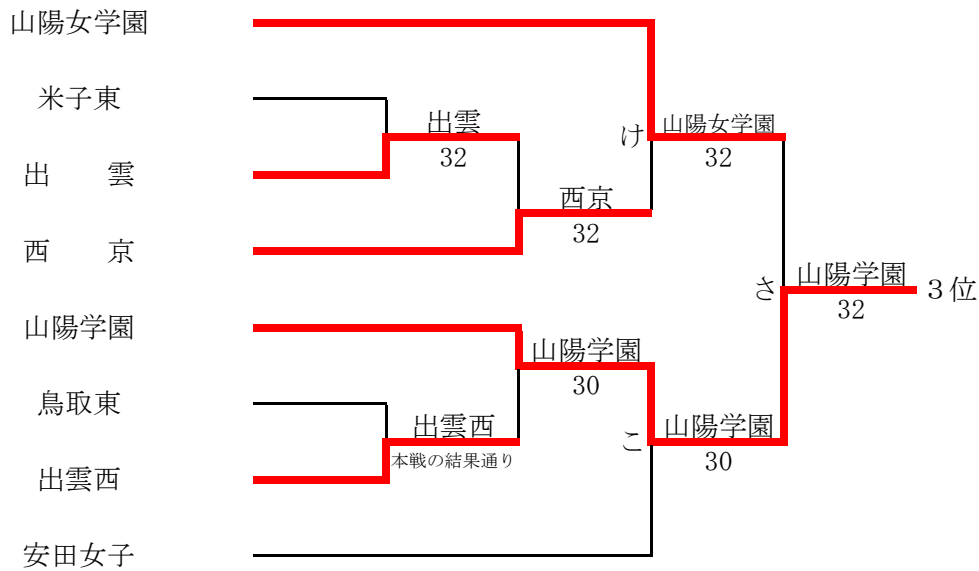 山陽女学園
米子東
出雲
32
け
山陽女学園
32
出　　雲
西京
32
西　　京
さ
山陽学園
32
３位
山陽学園
山陽学園
30
鳥取東
出雲西
本戦の結果通り
こ
山陽学園
30
出雲西
安田女子